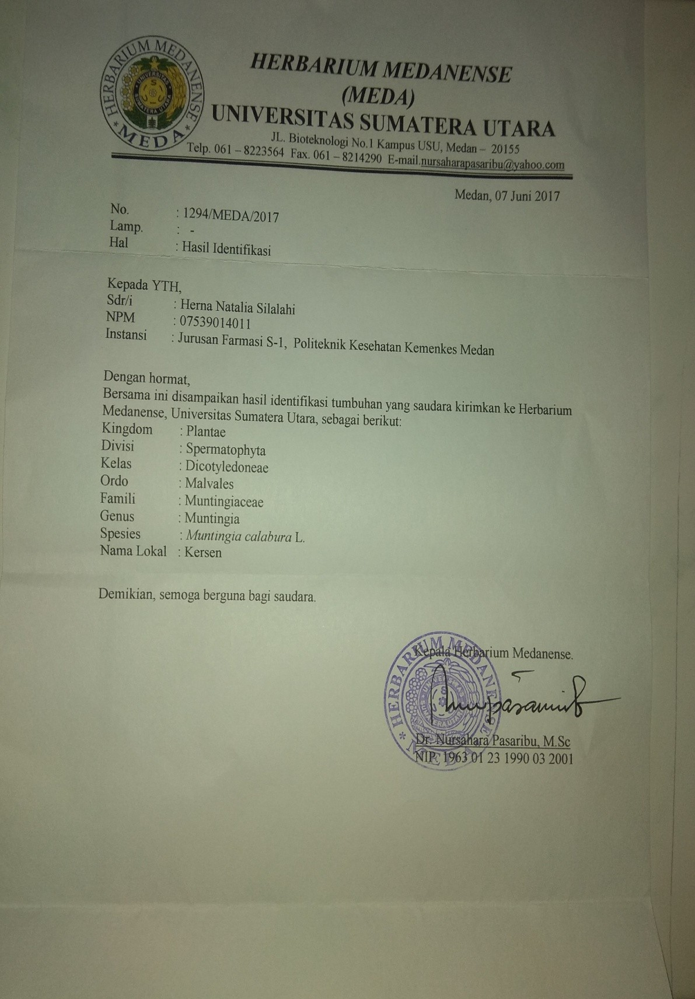 HERBARIUM MEDANENSE
MEDA
UNIVERSITAS
SUMATERA UTARA
HERBARIUM MEDANENSE
(MEDA)
UNIVERSITAS SUMATERA UTARA
JL. Bioteknologi No.1 Kampus USU, Medan – 20155
Telp. 061 – 8223564 Fax. 061 – 8214290 E-mail.nursaharapasaribu@yahoo.com
Medan, 07 Juni 2017
No. : 1294/MEDA/2017
Lamp. : -
Hal : Hasil Identifikasi
Kepada YTH,
Sdr/i : Herna Natalia Silalahi
NPM : 07539014011
Instansi : Jurusan Farmasi S-1, Politeknik Kesehatan Kemenkes Medan
Dengan hormat,
Bersama ini disampaikan hasil identifikasi tumbuhan yang saudara kirimkan ke Herbarium
Medanense, Universitas Sumatera Utara, sebagai berikut:
Kingdom : Plantae
Divisi : Spermatophyta
Kelas : Dicotyledoneae
Ordo : Malvales
Famili : Muntingiaceae
Genus : Muntingia
Spesies : Muntingia calabura L.
Nama Lokal : Kersen
Demikian, semoga berguna bagi saudara.
Kepala Herbarium Medanense.
HERBARIUM MEDANENSE
MEDA
UNIVERSITAS
SUMATERA UTARA
Dr. Nursahara Pasaribu, M.Sc
NIP. 1963 01 23 1990 03 2001